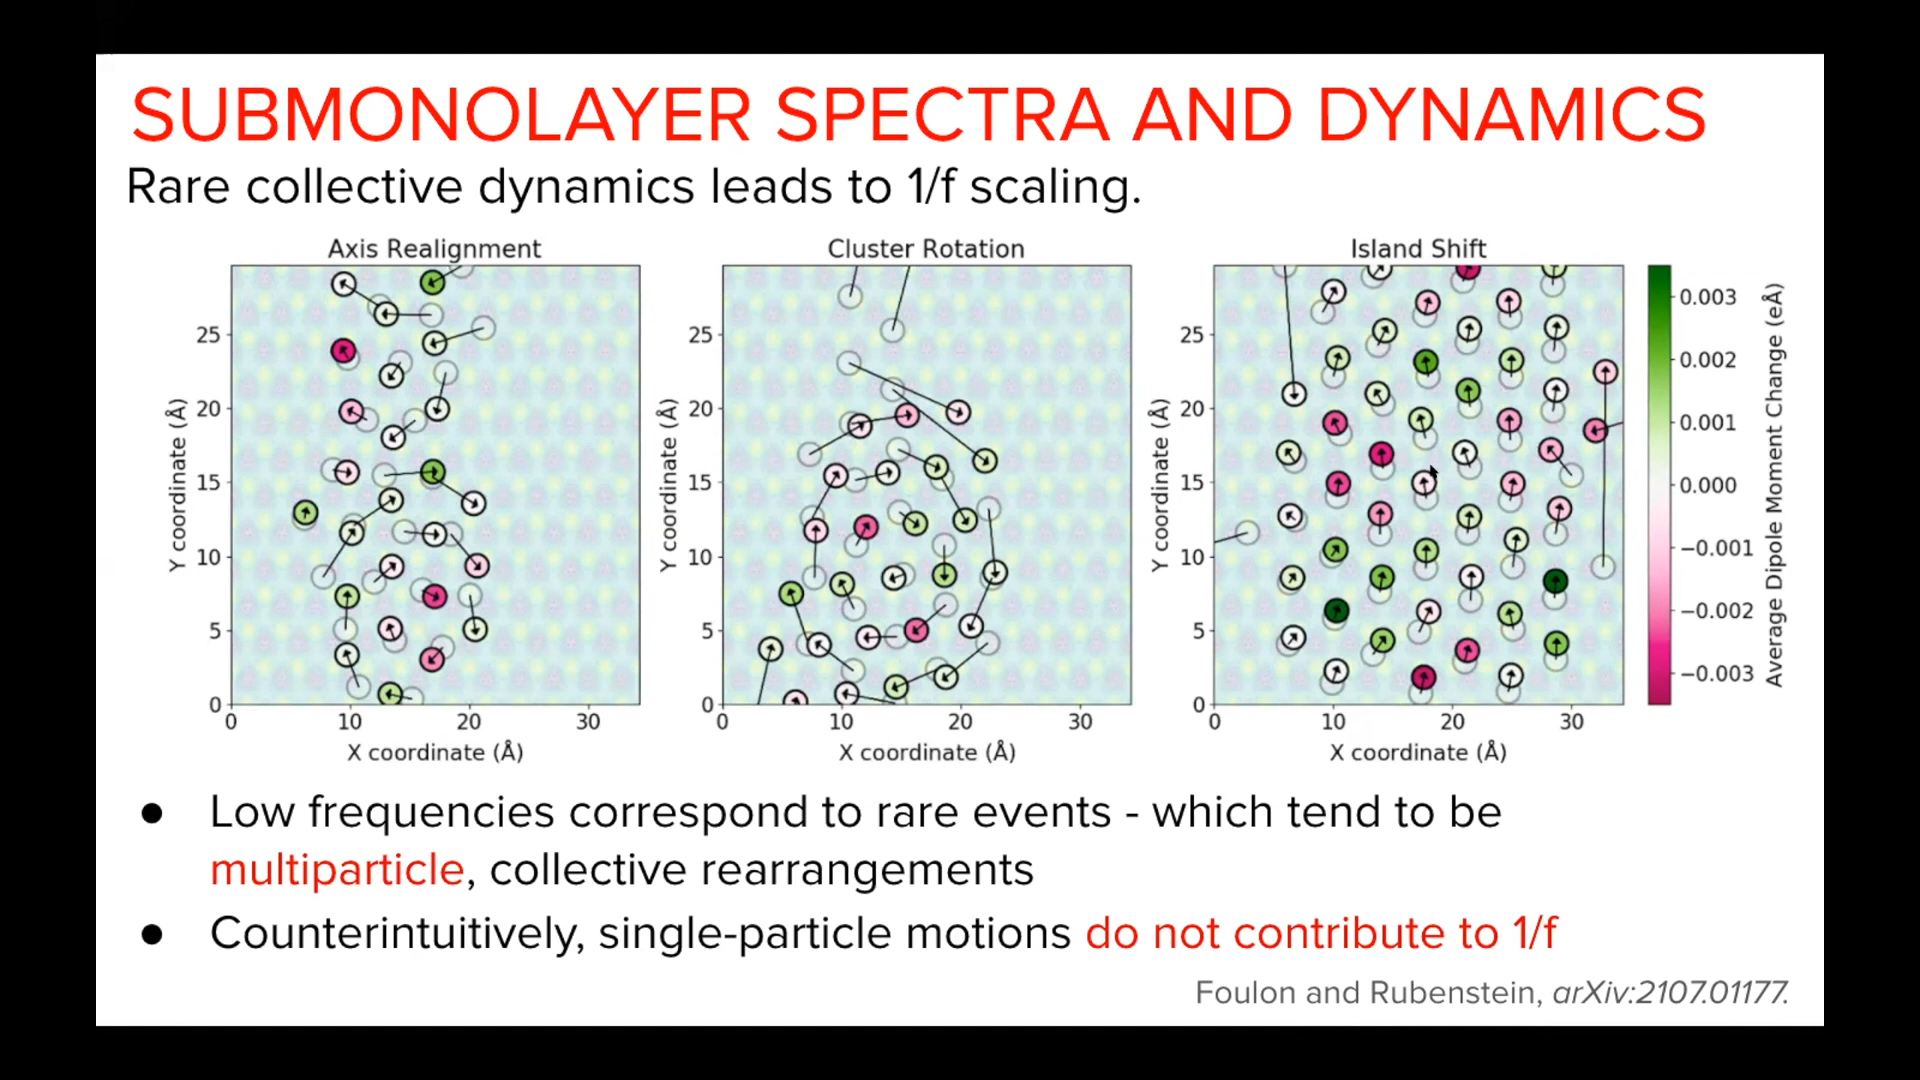 SUBMONOLAYER SPECTRA AND DYNAMICS
Rare collective dynamics leads to 1/f scaling.
Axis Realignment
Y coordinate (Å)
25
20
15
10
5
0
0 10 20 30
X coordinate (Å)
Cluster Rotation
Y coordinate (Å)
25
20
15
10
5
0
0 10 20 30
X coordinate (Å)
Island Shift
Y coordinate (Å)
25
20
15
10
5
0
0 10 20 30
X coordinate (Å)
0.003
0.002
0.001
0.000
−0.001
−0.002
−0.003
Average Dipole Moment Change (eÅ)
● Low frequencies correspond to rare events - which tend to be
multiparticle, collective rearrangements
● Counterintuitively, single-particle motions do not contribute to 1/f
Foulon and Rubenstein, arXiv:2107.01177.